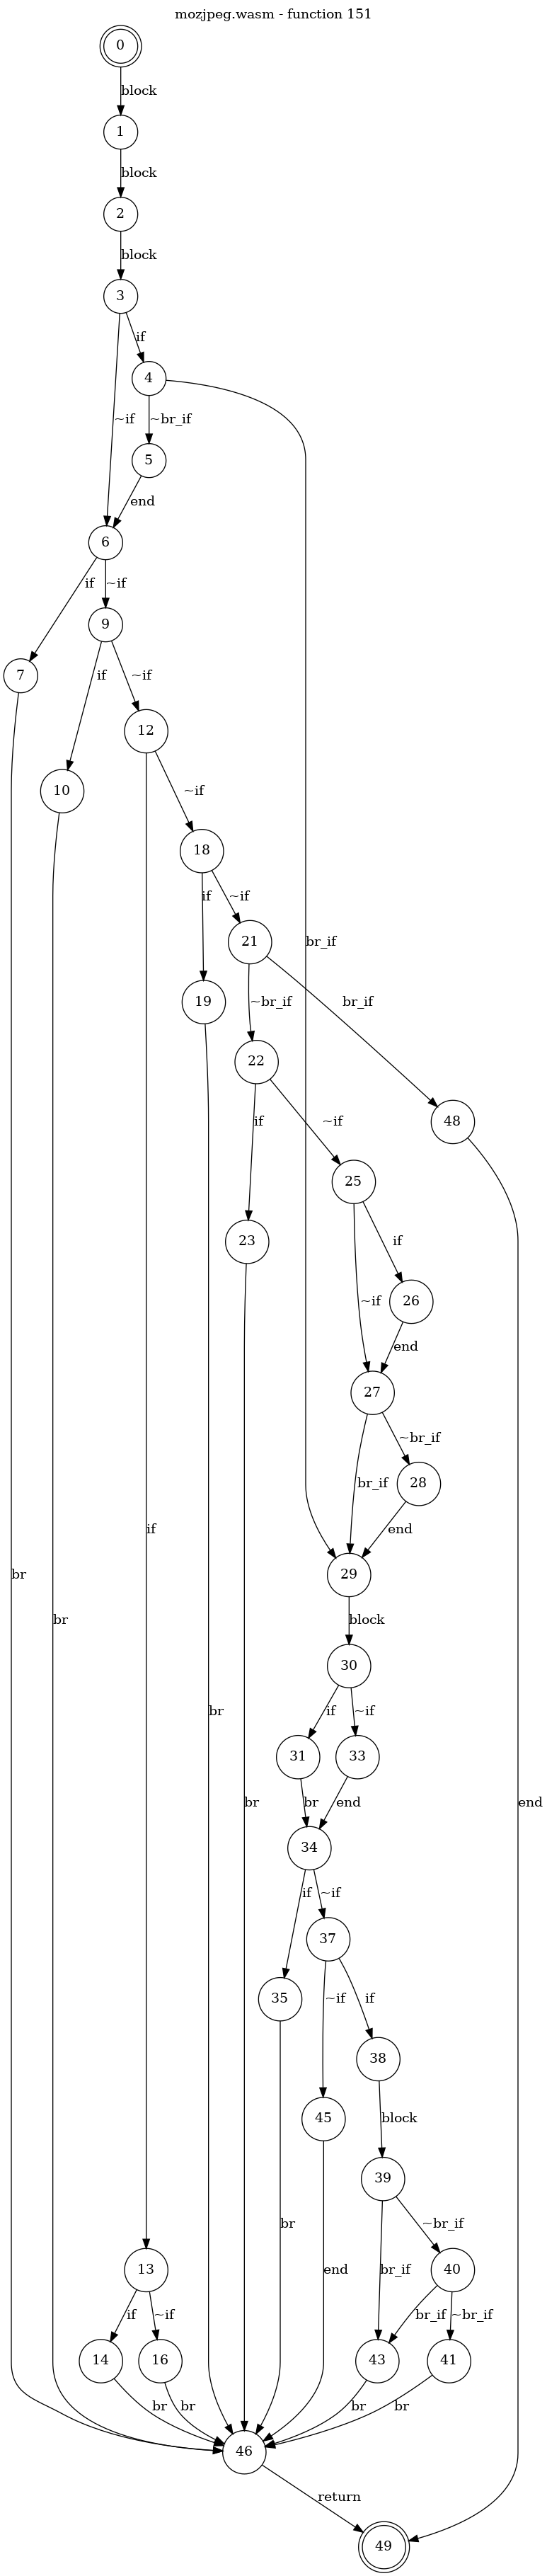 mozjpeg.wasm - function 151
0
block
1
block
2
block
3
if
4
~if
~br_if
5
end
6
if
~if
9
7
if
~if
12
10
~if
18
if
~if
21
br_if
19
~br_if
br_if
22
48
if
~if
25
23
~if
if
26
end
27
br_if
~br_if
28
end
br
if
29
br
block
30
br
if
~if
31
33
br
br
end
end
34
if
~if
37
35
~if
if
38
45
block
39
br
end
br_if
~br_if
13
40
if
~if
br_if
~br_if
14
16
43
41
br
br
br
br
46
return
49